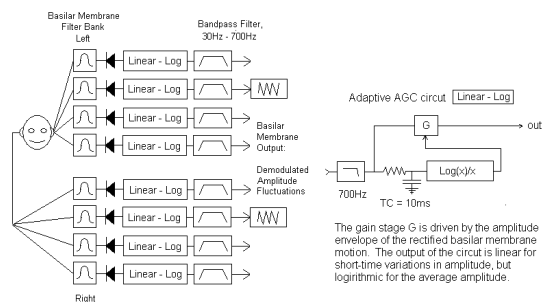 Basilar Membrane
Filter Bank
Left
Bandpass Filter,
30Hz - 700Hz
Linear - Log
Linear - Log
Linear - Log
Linear - Log
Basilar
Membrane
Output:
Demodulated
Amplitude
Fluctuations
Linear - Log
Linear - Log
Linear - Log
Linear - Log
Right
Adaptive AGC circut Linear - Log
G
out
Log(x)/x
700Hz
TC = 10ms
The gain stage G is driven by the amplitude
envelope of the rectified basilar membrane
motion. The output of the circut is linear for
short-time variations in amplitude, but
logirithmic for the average amplitude.